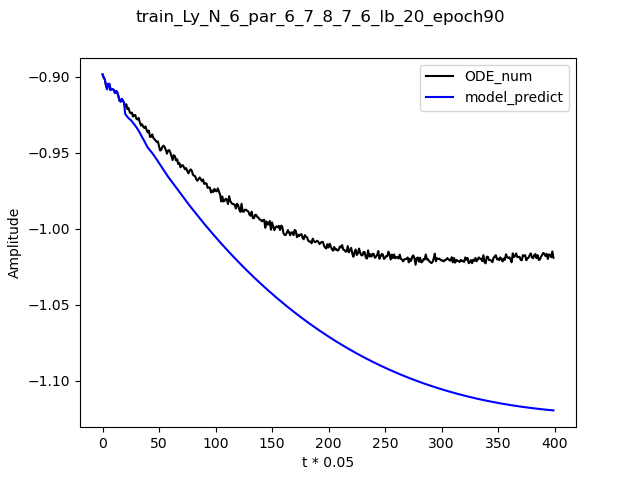 train_Ly_N_6_par_6_7_8_7_6_lb_20_epoch90
ODE_num
model_predict
Amplitude
−0.90
−0.95
−1.00
−1.05
−1.10
0 50 100 150 200 250 300 350 400
t * 0.05